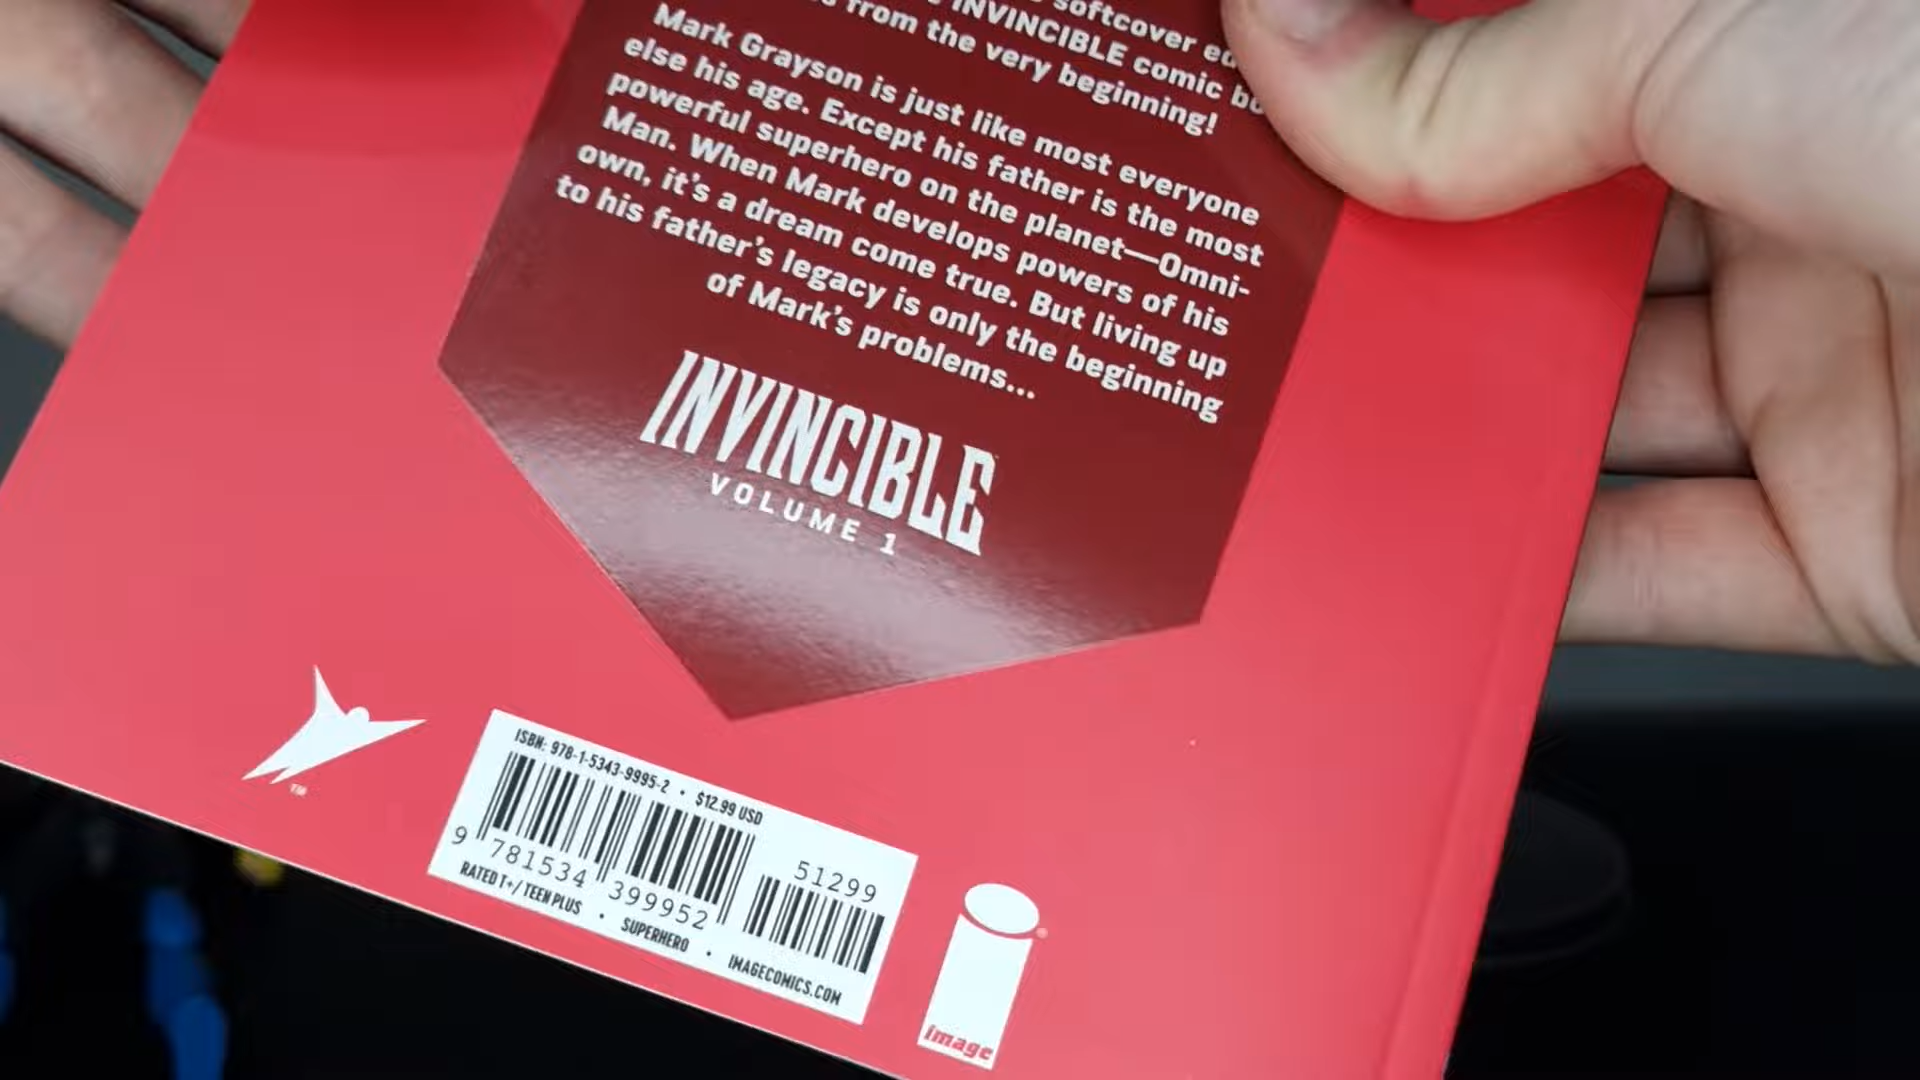 softcover
INVINCIBLE comic
from the very beginning!
Mark Grayson is just like most everyone
else his age. Except his father is the most
powerful superhero on the planet—Omni-
Man. When Mark develops powers of his
own, it's a dream come true. But living up
to his father's legacy is only the beginning
of Mark's problems...
INVINCIBLE
VOLUME 1
TM
ISBN: 978-1-5343-9995-2 • $12.99 USD
9 781534 399952
51299
RATED T+ / TEEN PLUS • SUPERHERO • IMAGECOMICS.COM
image